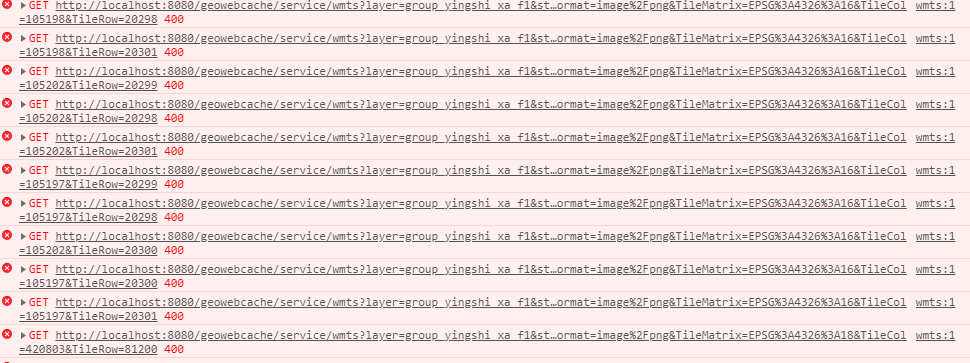 GET http://localhost:8080/geowebcache/service/wmts?layer=group_yingshi_xa_f1&st…ormat=image%2Fpng&TileMatrix=EPSG%3A4326%3A16&TileCol wmts:1
=105198&TileRow=20298 400
GET http://localhost:8080/geowebcache/service/wmts?layer=group_yingshi_xa_f1&st…ormat=image%2Fpng&TileMatrix=EPSG%3A4326%3A16&TileCol wmts:1
=105198&TileRow=20301 400
GET http://localhost:8080/geowebcache/service/wmts?layer=group_yingshi_xa_f1&st…ormat=image%2Fpng&TileMatrix=EPSG%3A4326%3A16&TileCol wmts:1
=105202&TileRow=20299 400
GET http://localhost:8080/geowebcache/service/wmts?layer=group_yingshi_xa_f1&st…ormat=image%2Fpng&TileMatrix=EPSG%3A4326%3A16&TileCol wmts:1
=105202&TileRow=20298 400
GET http://localhost:8080/geowebcache/service/wmts?layer=group_yingshi_xa_f1&st…ormat=image%2Fpng&TileMatrix=EPSG%3A4326%3A16&TileCol wmts:1
=105202&TileRow=20301 400
GET http://localhost:8080/geowebcache/service/wmts?layer=group_yingshi_xa_f1&st…ormat=image%2Fpng&TileMatrix=EPSG%3A4326%3A16&TileCol wmts:1
=105197&TileRow=20299 400
GET http://localhost:8080/geowebcache/service/wmts?layer=group_yingshi_xa_f1&st…ormat=image%2Fpng&TileMatrix=EPSG%3A4326%3A16&TileCol wmts:1
=105197&TileRow=20298 400
GET http://localhost:8080/geowebcache/service/wmts?layer=group_yingshi_xa_f1&st…ormat=image%2Fpng&TileMatrix=EPSG%3A4326%3A16&TileCol wmts:1
=105202&TileRow=20300 400
GET http://localhost:8080/geowebcache/service/wmts?layer=group_yingshi_xa_f1&st…ormat=image%2Fpng&TileMatrix=EPSG%3A4326%3A16&TileCol wmts:1
=105197&TileRow=20300 400
GET http://localhost:8080/geowebcache/service/wmts?layer=group_yingshi_xa_f1&st…ormat=image%2Fpng&TileMatrix=EPSG%3A4326%3A16&TileCol wmts:1
=105197&TileRow=20301 400
GET http://localhost:8080/geowebcache/service/wmts?layer=group_yingshi_xa_f1&st…ormat=image%2Fpng&TileMatrix=EPSG%3A4326%3A18&TileCol wmts:1
=420803&TileRow=81200 400